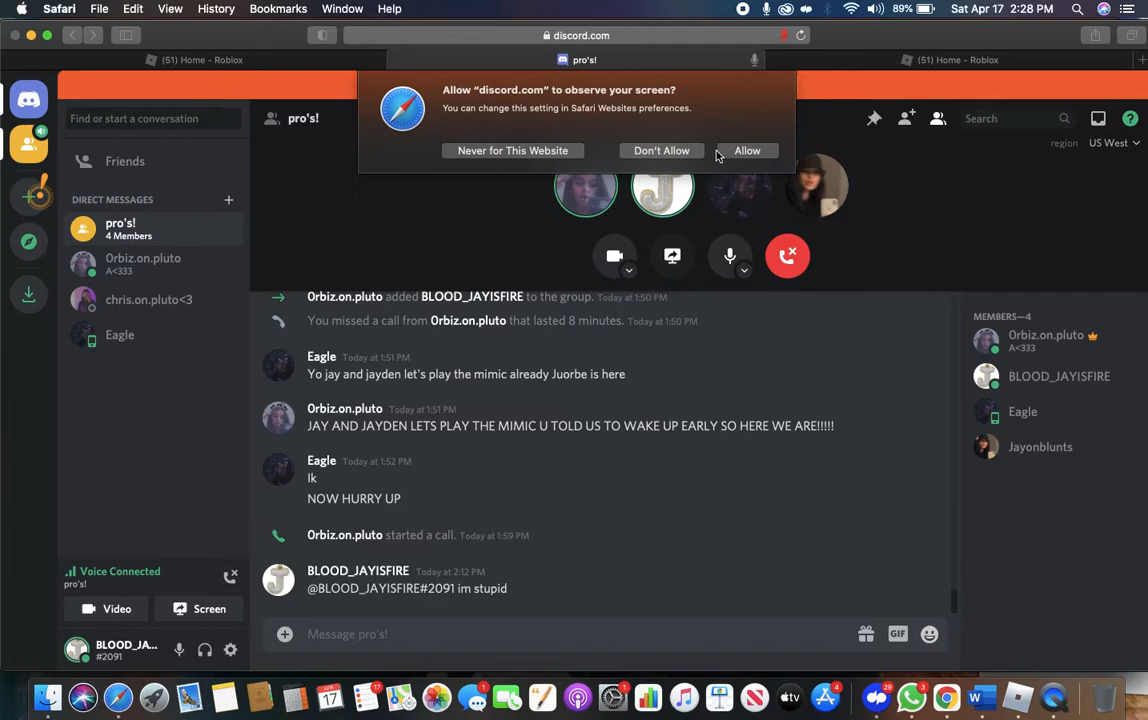 Safari File Edit View History Bookmarks Window Help 89% Sat Apr 17 2:28 PM
discord.com
(51) Home - Roblox pro's! (51) Home - Roblox
Allow “discord.com” to observe your screen?
You can change this setting in Safari Websites preferences.
Never for This Website Don't Allow Allow
Find or start a conversation
pro's!
Search
region US West
Friends
DIRECT MESSAGES
pro's!
4 Members
0rbiz.on.pluto
A<333
chris.on.pluto<3
Eagle
0rbiz.on.pluto added BLOOD_JAYISFIRE to the group. Today at 1:50 PM
You missed a call from 0rbiz.on.pluto that lasted 8 minutes. Today at 1:50 PM
Eagle Today at 1:51 PM
Yo jay and jayden let's play the mimic already Juorbe is here
0rbiz.on.pluto Today at 1:51 PM
JAY AND JAYDEN LETS PLAY THE MIMIC U TOLD US TO WAKE UP EARLY SO HERE WE ARE!!!!!
Eagle Today at 1:52 PM
Ik
NOW HURRY UP
0rbiz.on.pluto started a call. Today at 1:59 PM
BLOOD_JAYISFIRE Today at 2:12 PM
@BLOOD_JAYISFIRE#2091 im stupid
MEMBERS—4
0rbiz.on.pluto
A<333
BLOOD_JAYISFIRE
Eagle
Jayonblunts
Voice Connected
pro's!
Video Screen
BLOOD_JA...
#2091
Message pro's!
GIF